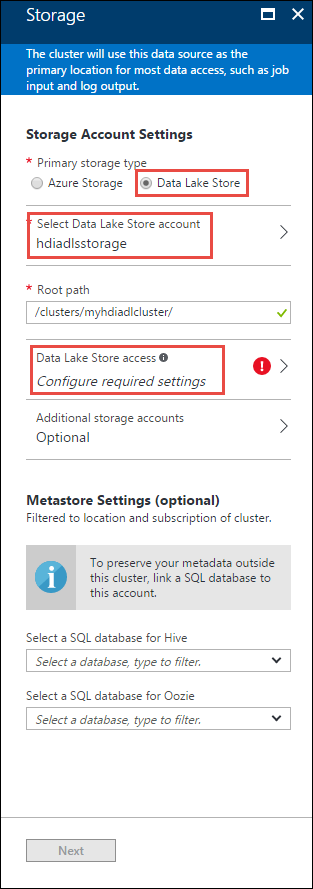 Storage
The cluster will use this data source as the
primary location for most data access, such as job
input and log output.
Storage Account Settings
* Primary storage type
Azure Storage Data Lake Store
* Select Data Lake Store account
hdiadlsstorage
* Root path
/clusters/myhdiadlcluster/
Data Lake Store access
Configure required settings
Additional storage accounts
Optional
Metastore Settings (optional)
Filtered to location and subscription of cluster.
To preserve your metadata outside
this cluster, link a SQL database to
this account.
Select a SQL database for Hive
Select a database, type to filter.
Select a SQL database for Oozie
Select a database, type to filter.
Next